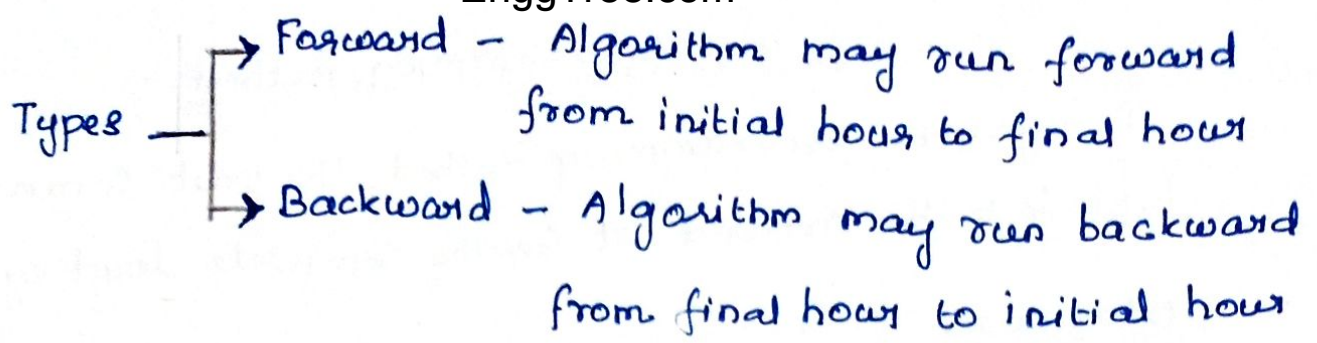 Forward - Algorithm may run forward
from initial hour to final hour
Types
Backward - Algorithm may run backward
from final hour to initial hour